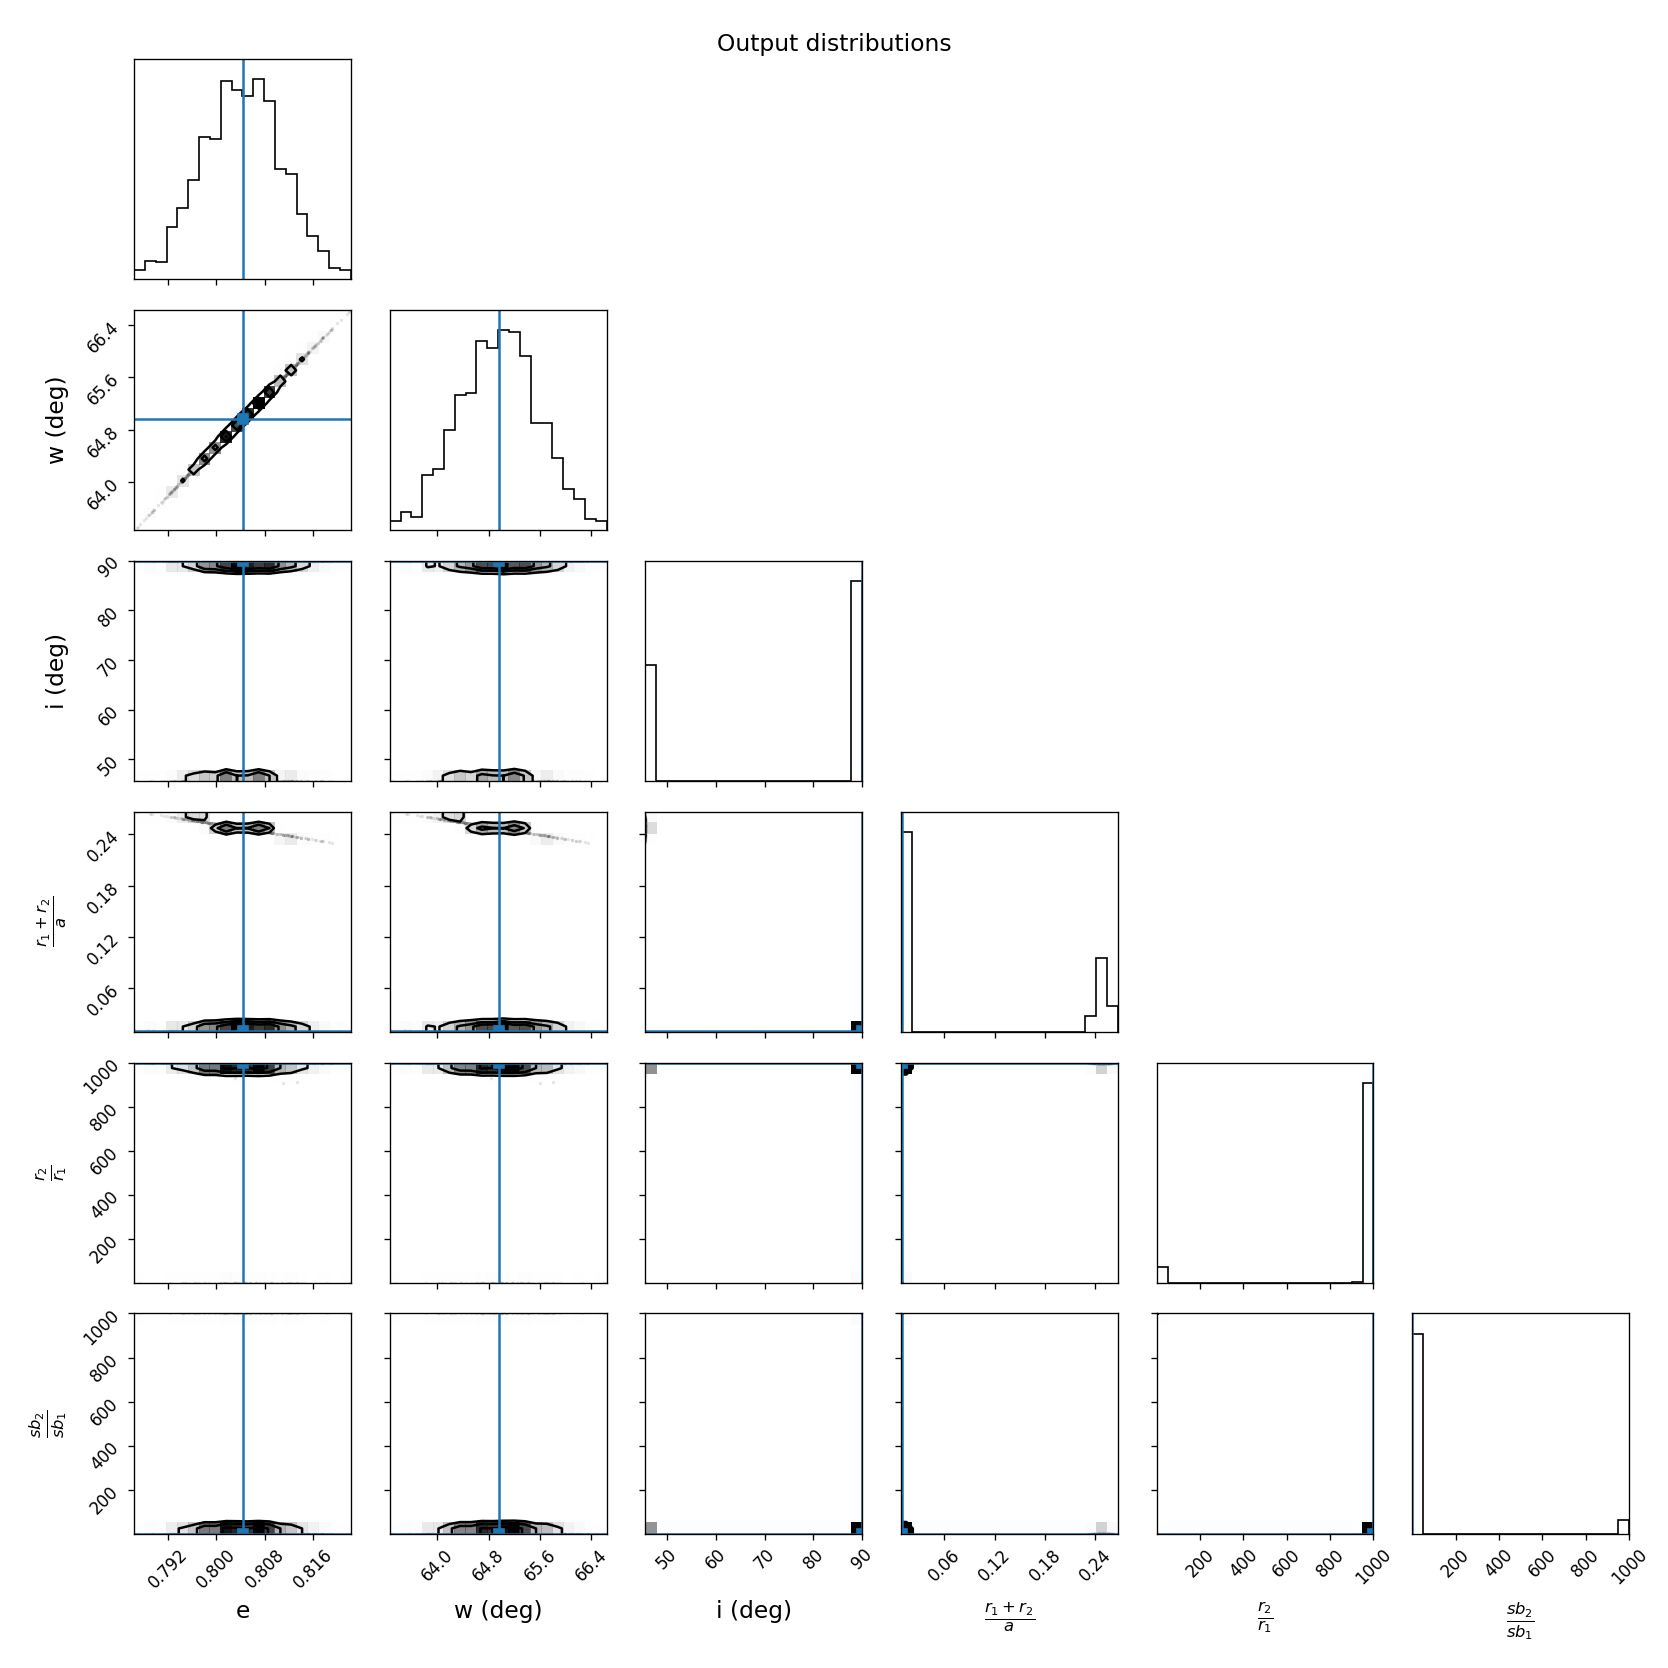 Output distributions
66.4
65.6
64.8
64.0
w (deg)
90
80
70
60
50
i (deg)
0.24
0.18
0.12
0.06
r₁ + r₂
a
1000
800
600
400
200
r₂
r₁
1000
800
600
400
200
sb₂
sb₁
0.792 0.800 0.808 0.816
64.0 64.8 65.6 66.4
50 60 70 80 90
0.06 0.12 0.18 0.24
200 400 600 800 1000
200 400 600 800 1000
e
w (deg)
i (deg)
r₁ + r₂
a
r₂
r₁
sb₂
sb₁